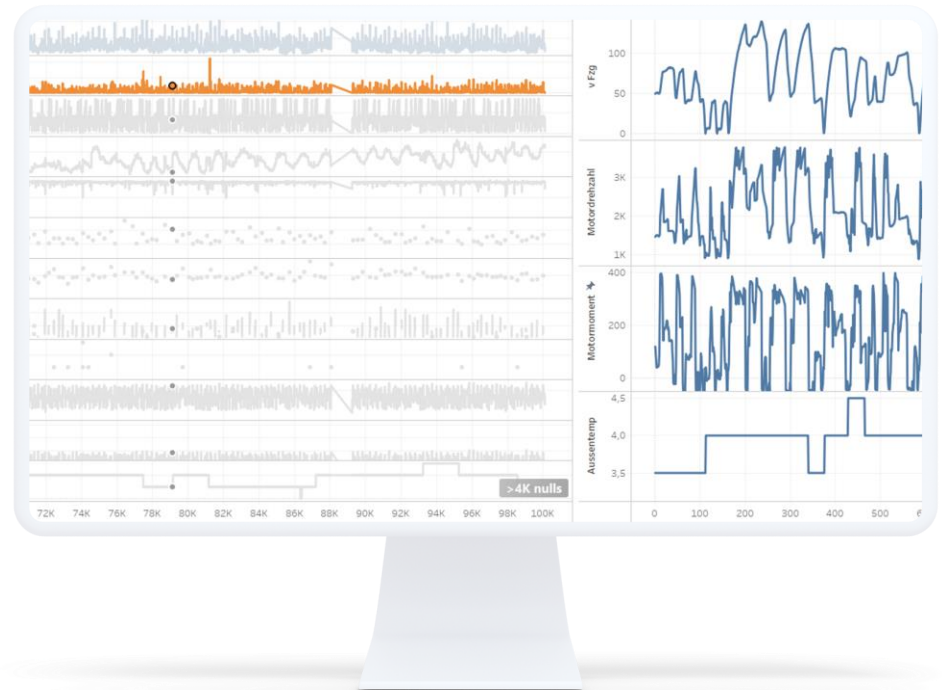 >4K nulls
72K 74K 76K 78K 80K 82K 84K 86K 88K 90K 92K 94K 96K 98K 100K
v Fzg
100
50
0
Motordrehzahl
3K
2K
1K
Motormoment
400
200
0
Aussentemp
4,5
4,0
3,5
0 100 200 300 400 500